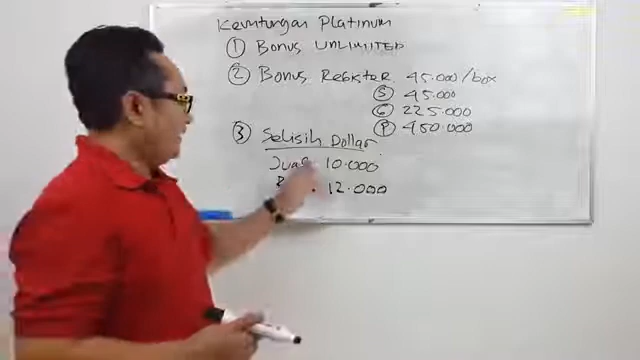 Keuntungan Platinum
① Bonus UNLIMITED
② Bonus Register 45.000/box
Ⓢ 45.000
Ⓖ 225.000
Ⓟ 450.000
③ Selisih Dollar
Jual 10.000
12.000